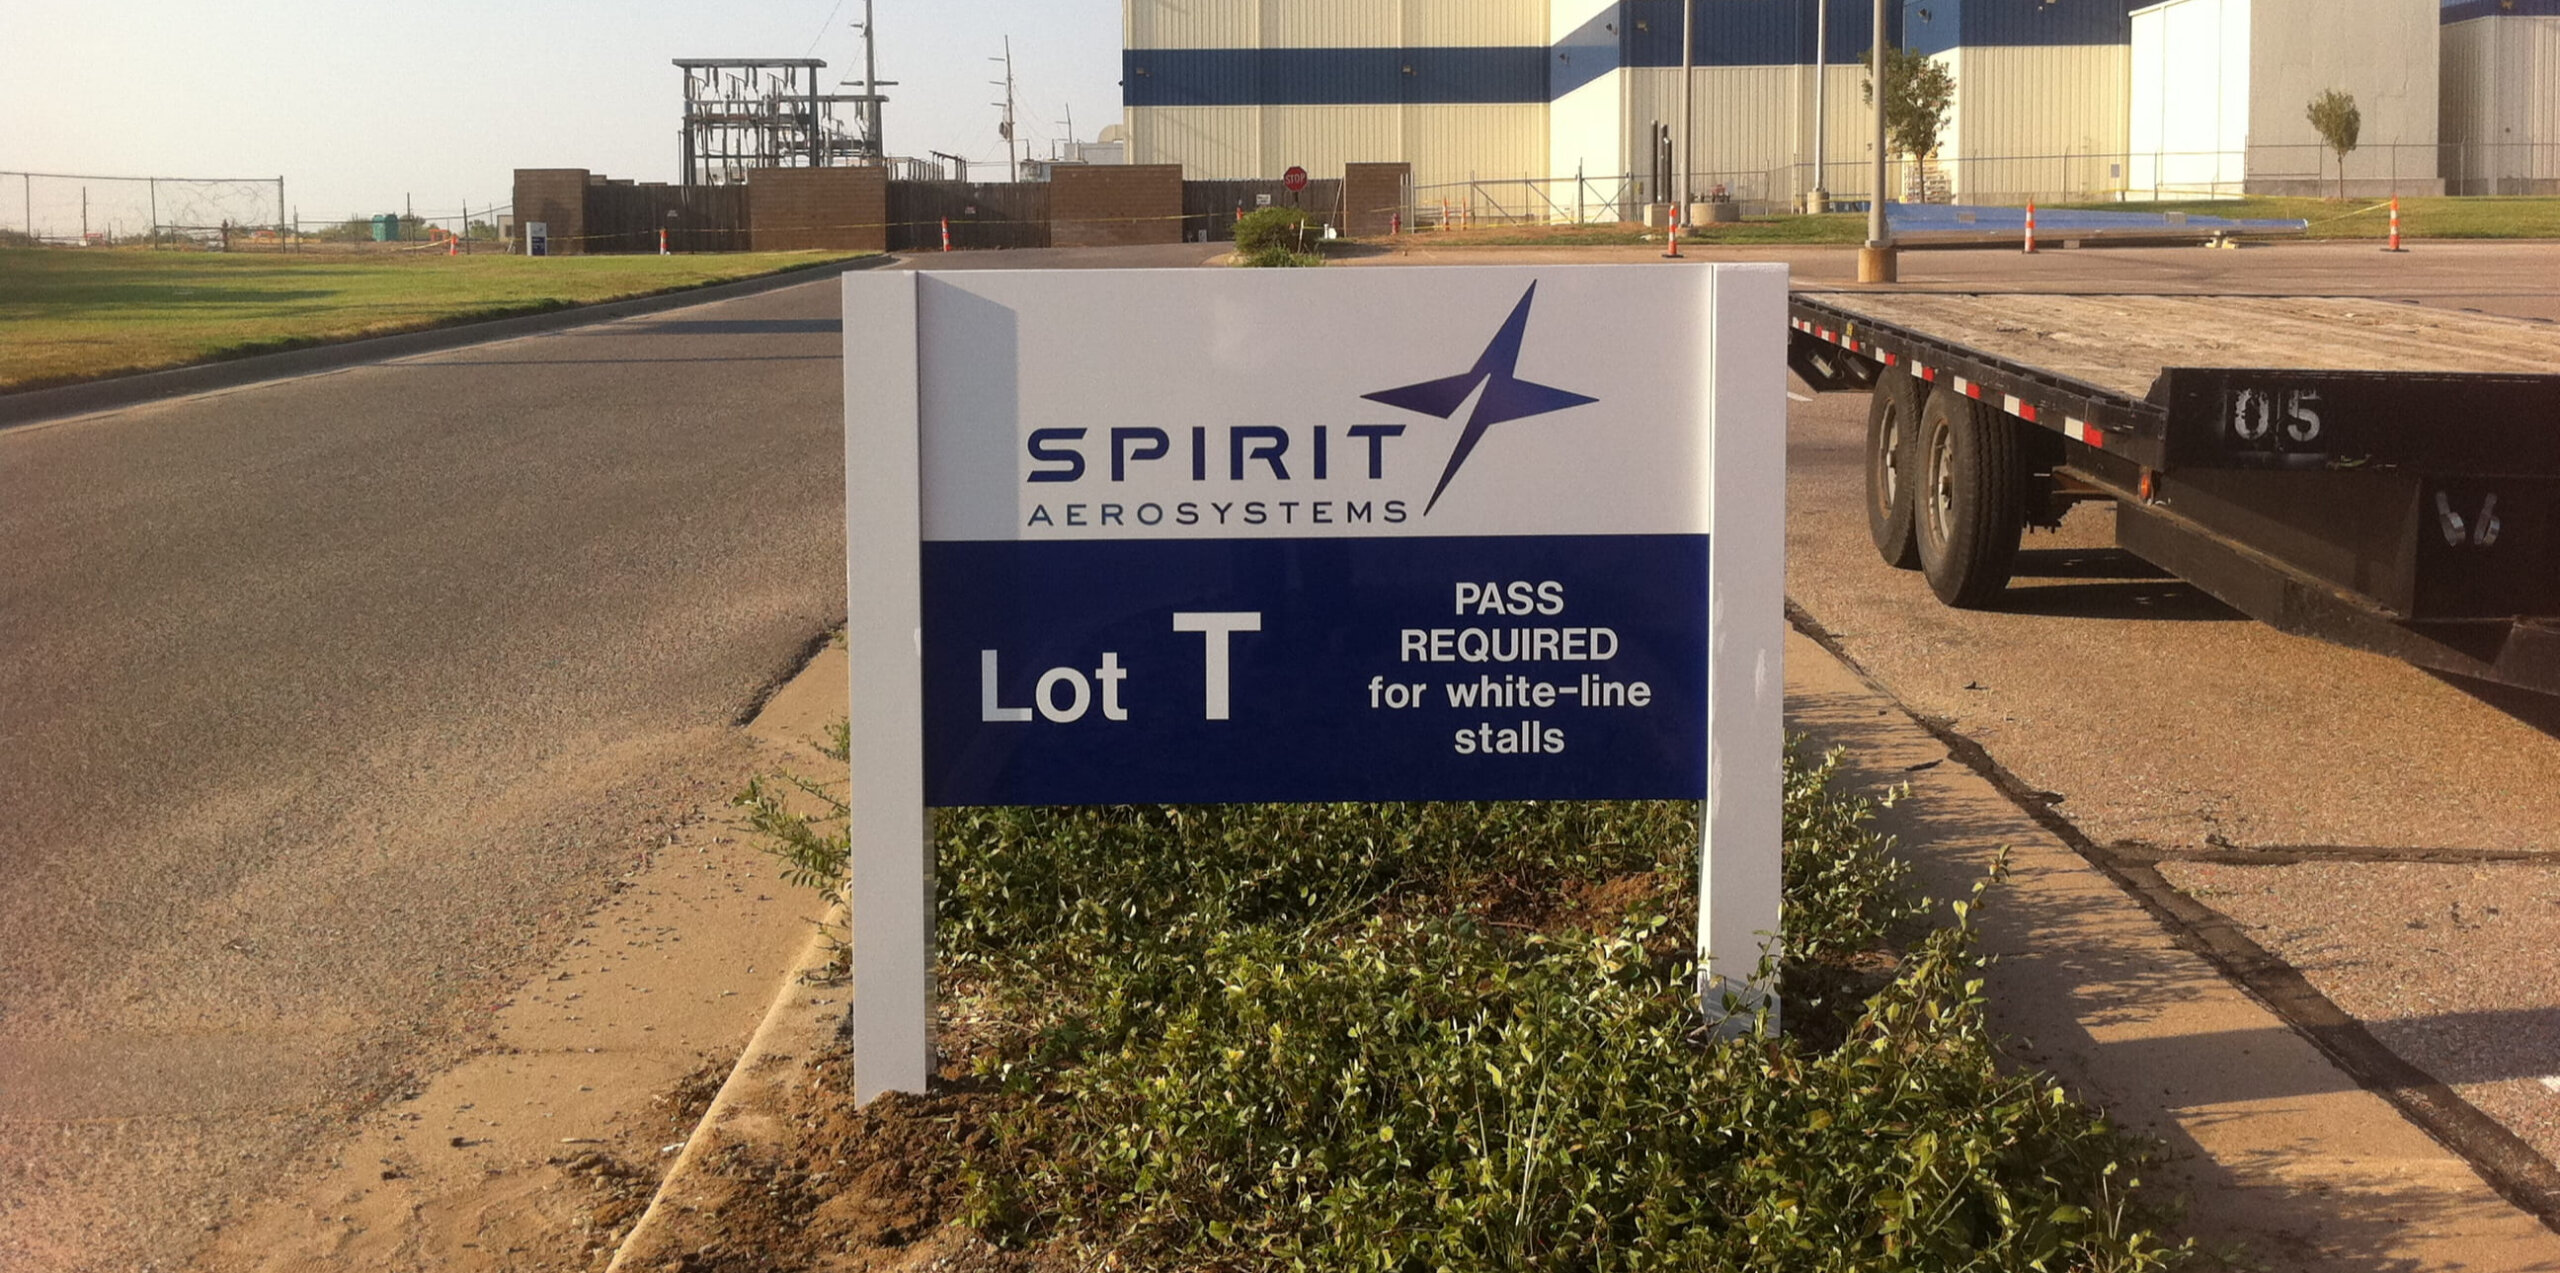 STOP
SPIRIT
AEROSYSTEMS
Lot T
PASS
REQUIRED
for white-line
stalls
05